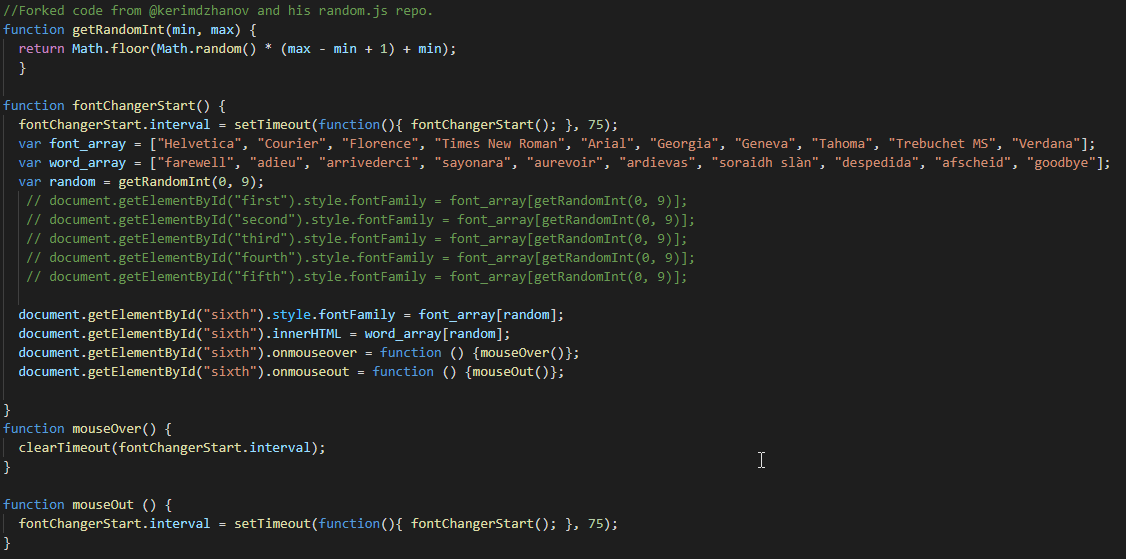 //Forked code from @kerimdzhanov and his random.js repo.
function getRandomInt(min, max) {
  return Math.floor(Math.random() * (max - min + 1) + min);
  }
function fontChangerStart() {
  fontChangerStart.interval = setTimeout(function(){ fontChangerStart(); }, 75);
  var font_array = ["Helvetica", "Courier", "Florence", "Times New Roman", "Arial", "Georgia", "Geneva", "Tahoma", "Trebuchet MS", "Verdana"];
  var word_array = ["farewell", "adieu", "arrivederci", "sayonara", "aurevoir", "ardievas", "soraidh slàn", "despedida", "afscheid", "goodbye"];
  var random = getRandomInt(0, 9);
   // document.getElementById("first").style.fontFamily = font_array[getRandomInt(0, 9)];
   // document.getElementById("second").style.fontFamily = font_array[getRandomInt(0, 9)];
   // document.getElementById("third").style.fontFamily = font_array[getRandomInt(0, 9)];
   // document.getElementById("fourth").style.fontFamily = font_array[getRandomInt(0, 9)];
   // document.getElementById("fifth").style.fontFamily = font_array[getRandomInt(0, 9)];
  document.getElementById("sixth").style.fontFamily = font_array[random];
  document.getElementById("sixth").innerHTML = word_array[random];
  document.getElementById("sixth").onmouseover = function () {mouseOver()};
  document.getElementById("sixth").onmouseout = function () {mouseOut()};
}
function mouseOver() {
  clearTimeout(fontChangerStart.interval);
}
function mouseOut () {
  fontChangerStart.interval = setTimeout(function(){ fontChangerStart(); }, 75);
}